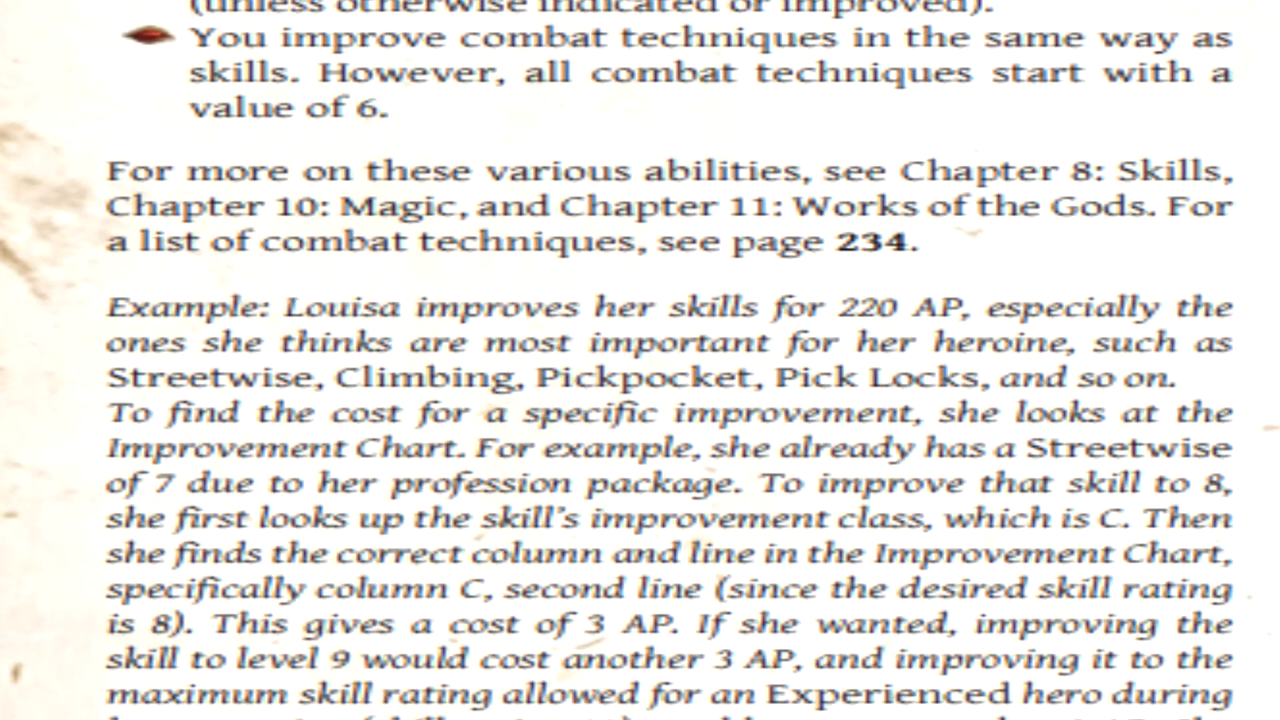 (unless otherwise indicated or improved).
You improve combat techniques in the same way as
skills. However, all combat techniques start with a
value of 6.
For more on these various abilities, see Chapter 8: Skills,
Chapter 10: Magic, and Chapter 11: Works of the Gods. For
a list of combat techniques, see page 234.
Example: Louisa improves her skills for 220 AP, especially the
ones she thinks are most important for her heroine, such as
Streetwise, Climbing, Pickpocket, Pick Locks, and so on.
To find the cost for a specific improvement, she looks at the
Improvement Chart. For example, she already has a Streetwise
of 7 due to her profession package. To improve that skill to 8,
she first looks up the skill's improvement class, which is C. Then
she finds the correct column and line in the Improvement Chart,
specifically column C, second line (since the desired skill rating
is 8). This gives a cost of 3 AP. If she wanted, improving the
skill to level 9 would cost another 3 AP, and improving it to the
maximum skill rating allowed for an Experienced hero during